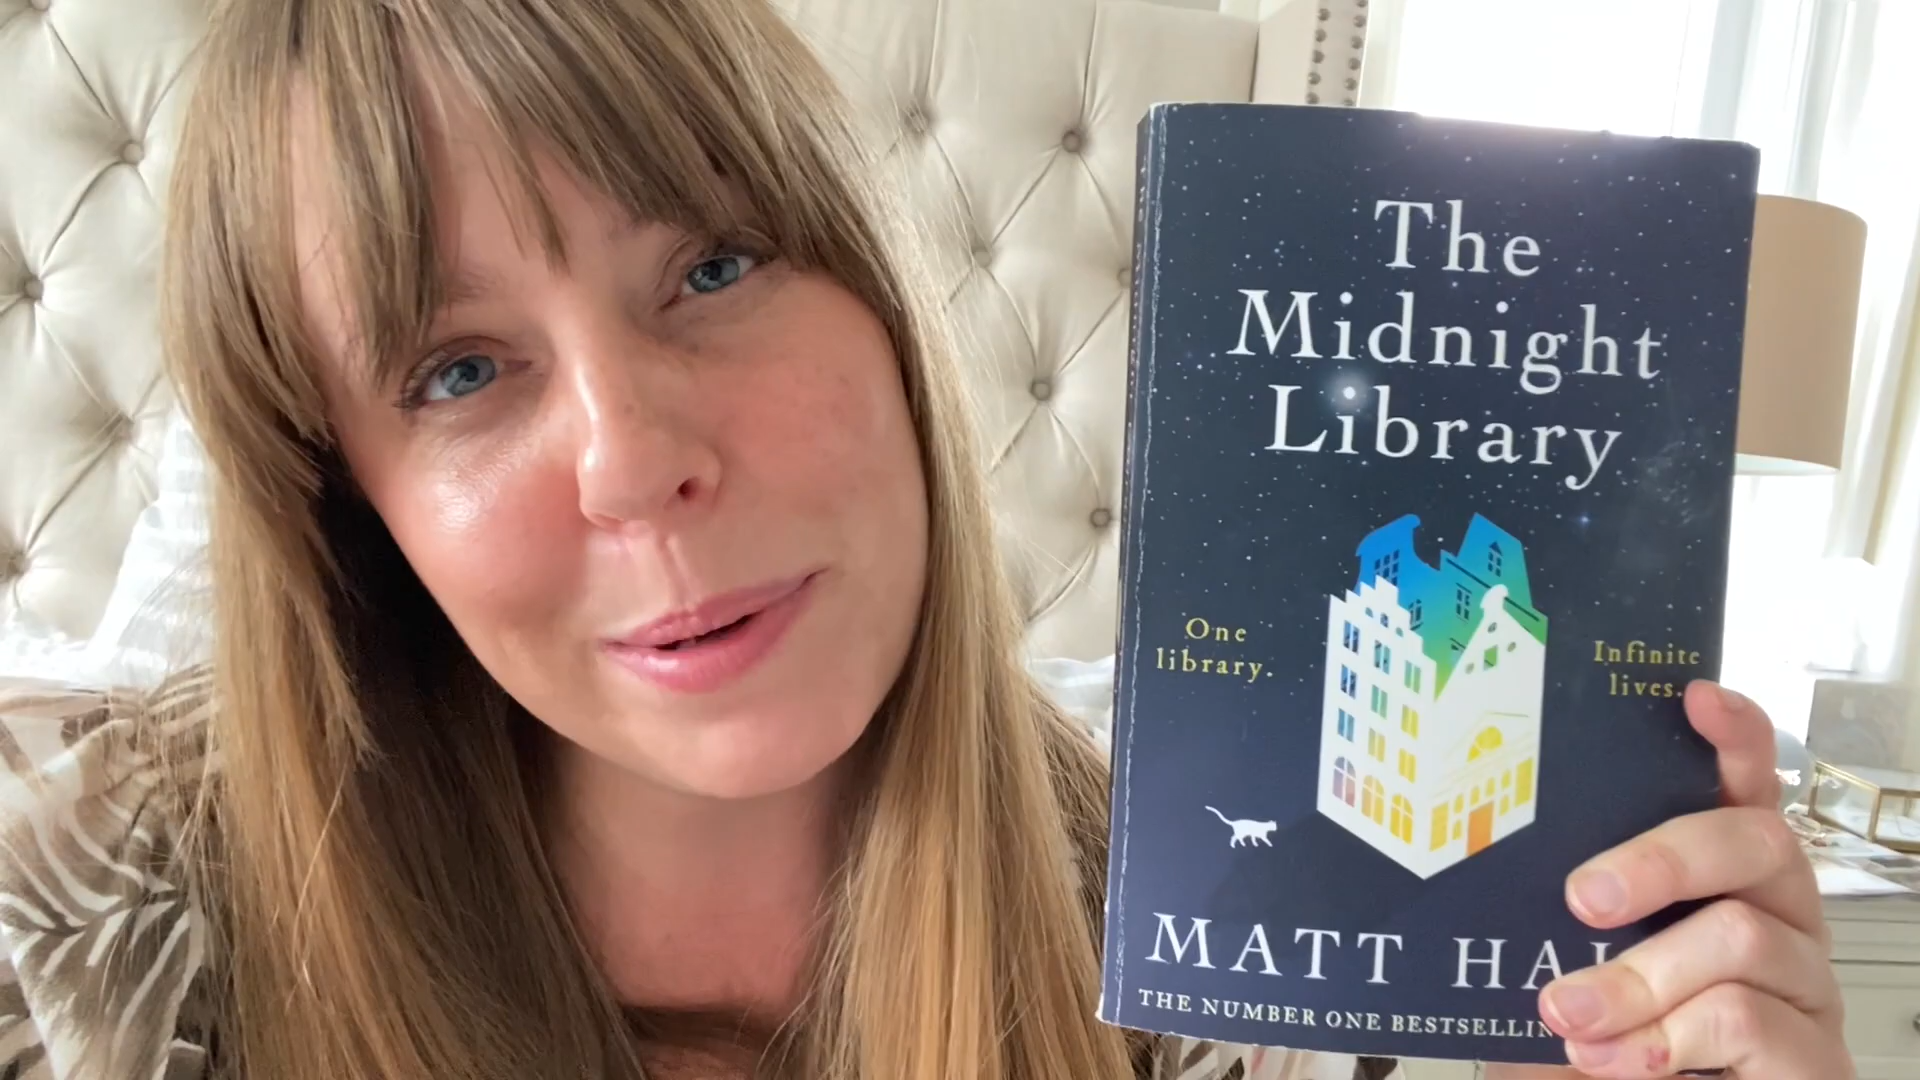 The
Midnight
Library
One
library.
Infinite
lives.
MATT
THE NUMBER ONE